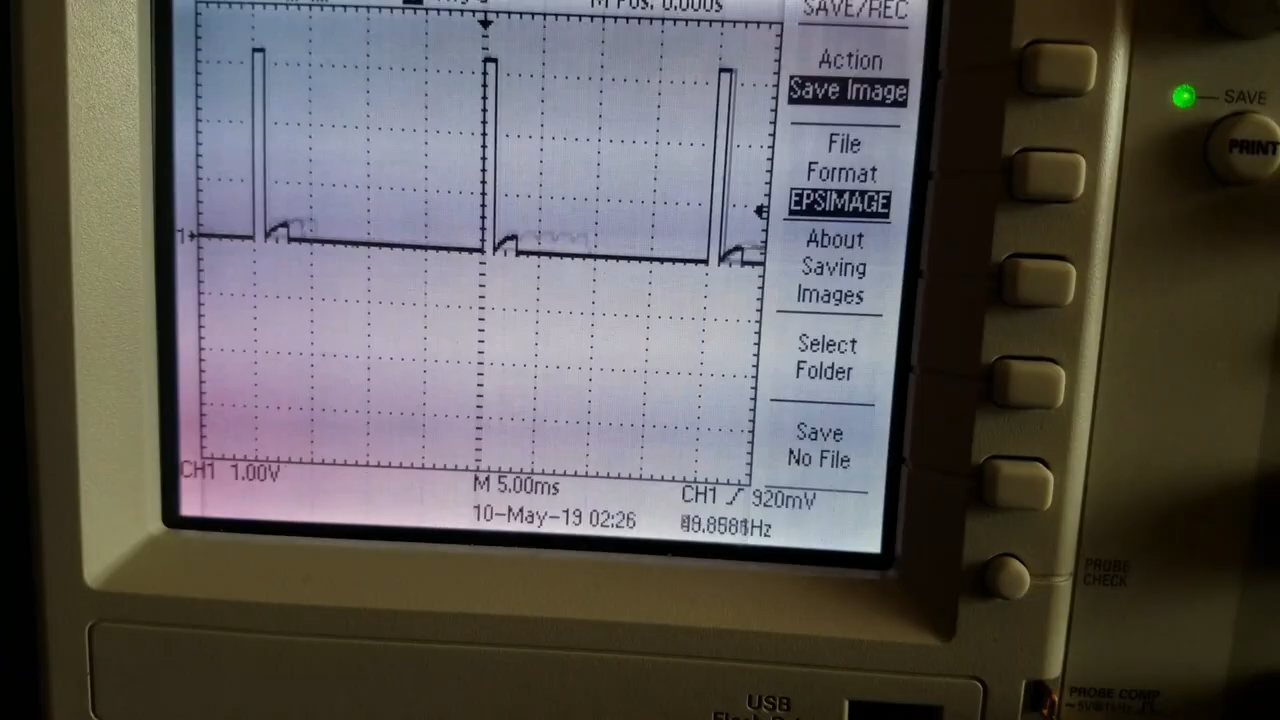 M Pos: 0.000s
SAVE/REC
Action
Save Image
File
Format
EPSIMAGE
About
Saving
Images
Select
Folder
Save
No File
1
CH1 1.00V
M 5.00ms
CH1 920mV
10-May-19 02:26
SAVE
PRINT
PROBE
CHECK
USB
PROBE COMP